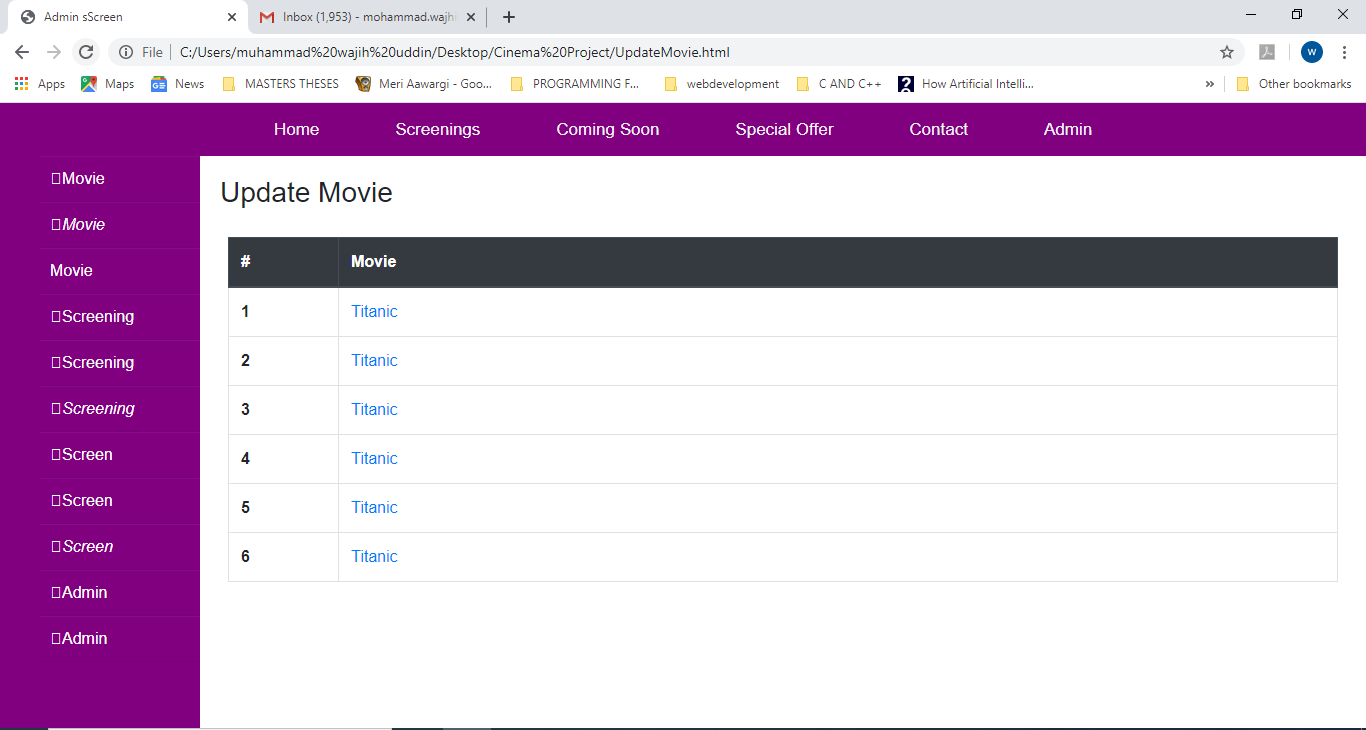 Admin sScreen
Inbox (1,953) - mohammad.wajhi
File
C:/Users/muhammad%20wajih%20uddin/Desktop/Cinema%20Project/UpdateMovie.html
W
Apps Maps News MASTERS THESES Meri Aawargi - Goo... PROGRAMMING F... webdevelopment C AND C++ How Artificial Intelli... » Other bookmarks
Home Screenings Coming Soon Special Offer Contact Admin
Movie
Movie
Movie
Screening
Screening
Screening
Screen
Screen
Screen
Admin
Admin
Update Movie
# Movie
1 Titanic
2 Titanic
3 Titanic
4 Titanic
5 Titanic
6 Titanic